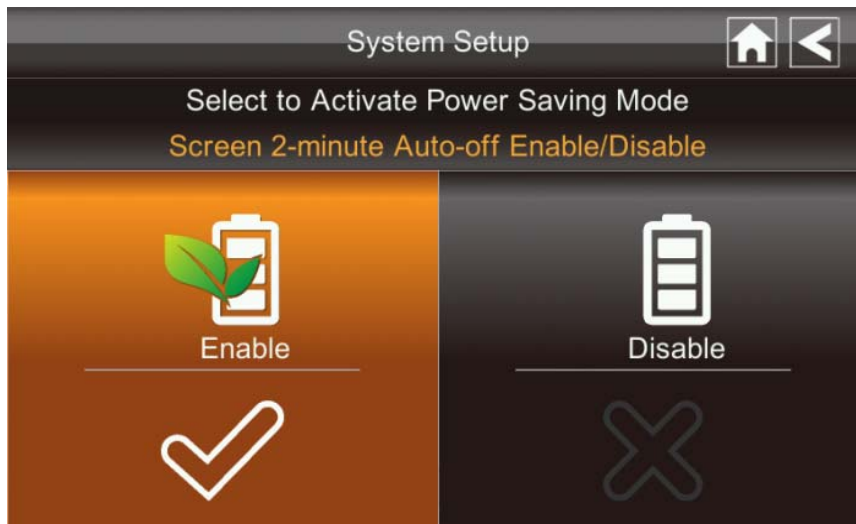 System Setup
Select to Activate Power Saving Mode
Screen 2-minute Auto-off Enable/Disable
Enable
Disable